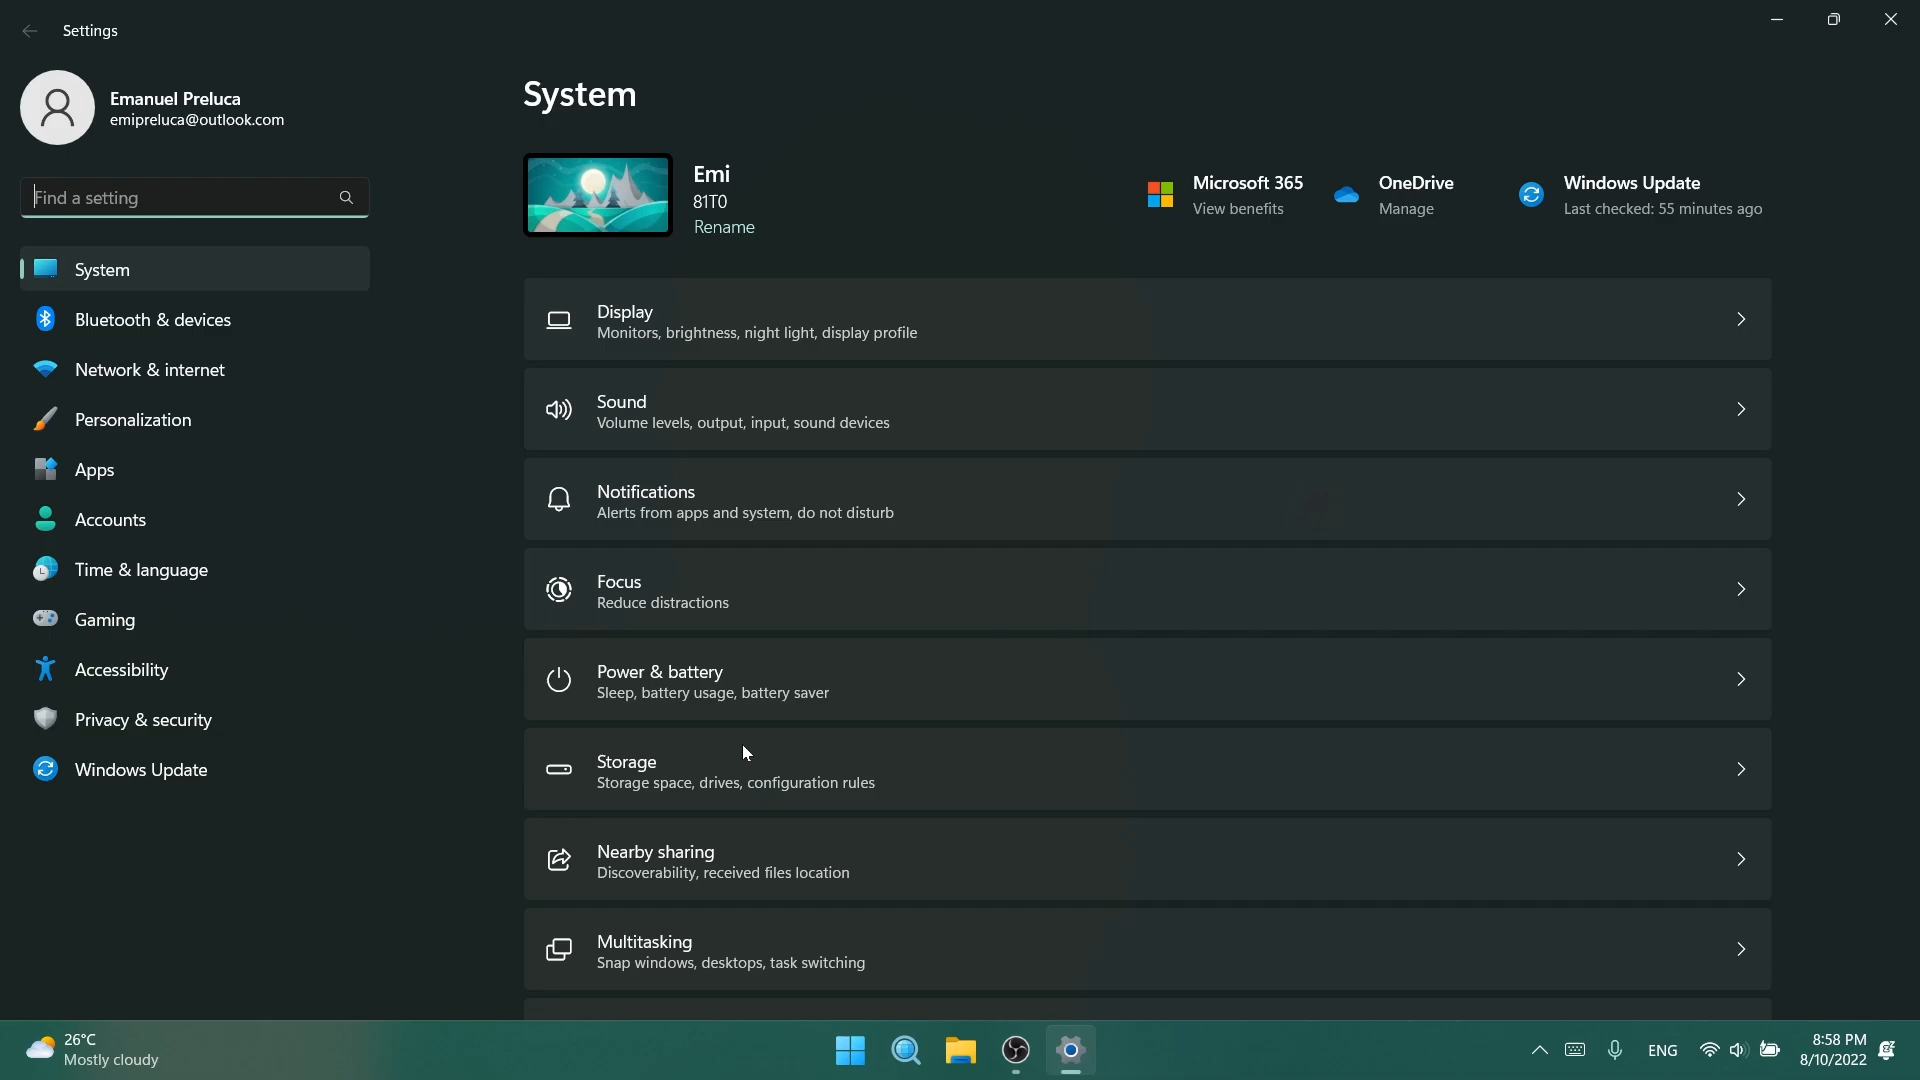 Settings
Emanuel Preluca
emipreluca@outlook.com
Find a setting
System
Bluetooth & devices
Network & internet
Personalization
Apps
Accounts
Time & language
Gaming
Accessibility
Privacy & security
Windows Update
System
Emi
81T0
Rename
Microsoft 365
View benefits
OneDrive
Manage
Windows Update
Last checked: 55 minutes ago
Display
Monitors, brightness, night light, display profile
Sound
Volume levels, output, input, sound devices
Notifications
Alerts from apps and system, do not disturb
Focus
Reduce distractions
Power & battery
Sleep, battery usage, battery saver
Storage
Storage space, drives, configuration rules
Nearby sharing
Discoverability, received files location
Multitasking
Snap windows, desktops, task switching
26°C
Mostly cloudy
ENG
8:58 PM
8/10/2022